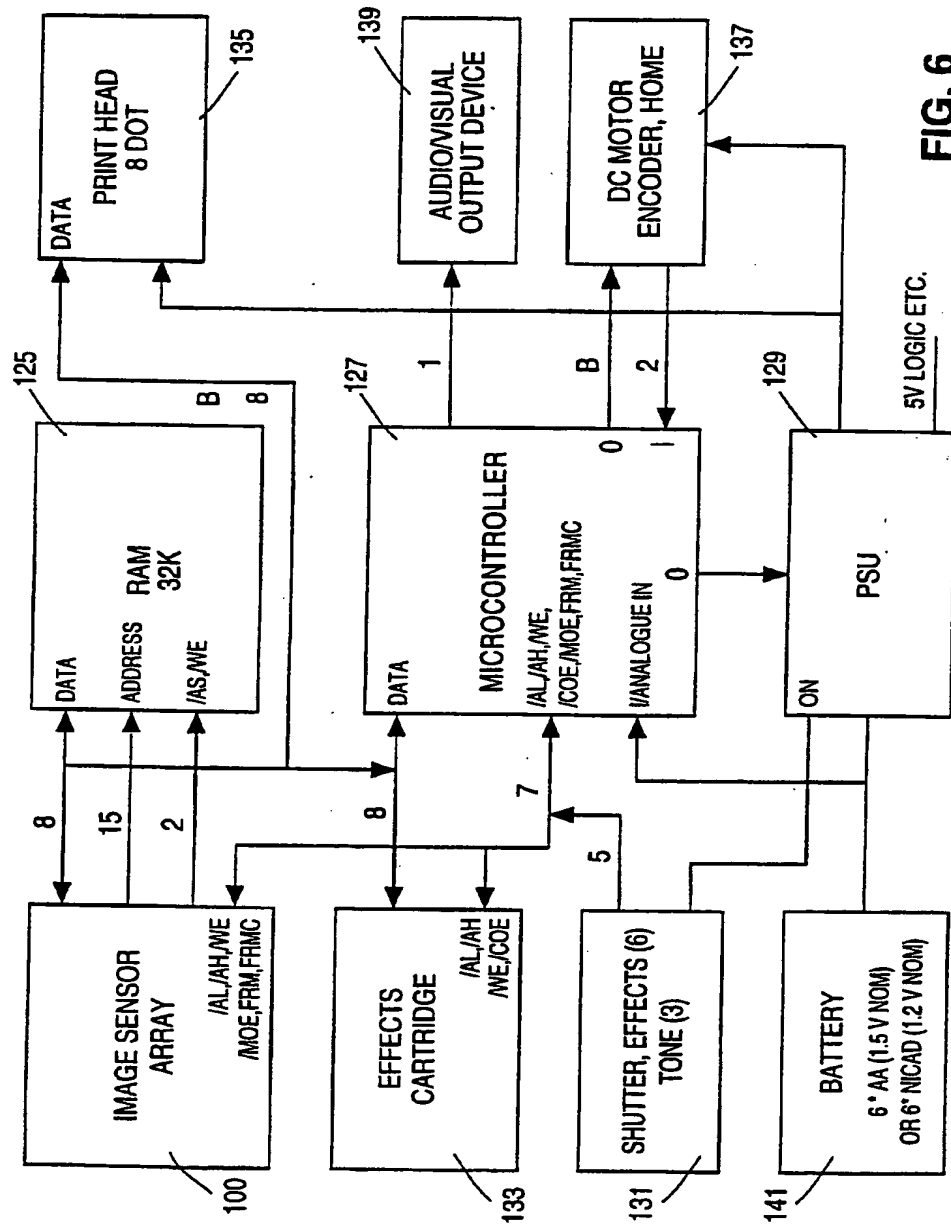 IMAGE SENSOR
ARRAY
/AL,/AH,/WE
/MOE,FRM,FRMC
100
8
15
2
DATA
ADDRESS
/AS,/WE
RAM
32K
125
B
8
DATA
PRINT HEAD
8 DOT
135
EFFECTS
CARTRIDGE
/AL,/AH
/WE,/COE
133
8
7
DATA
MICROCONTROLLER
/AL,/AH,/WE,
/COE,/MOE,FRM,FRMC
I/ANALOGUE IN
0
0
I
127
1
B
2
AUDIO/VISUAL
OUTPUT DEVICE
139
DC MOTOR
ENCODER, HOME
137
SHUTTER, EFFECTS (6)
TONE (3)
131
5
BATTERY
6* AA (1.5 V NOM)
OR 6* NICAD (1.2 V NOM)
141
ON
PSU
129
5V LOGIC ETC.
FIG. 6